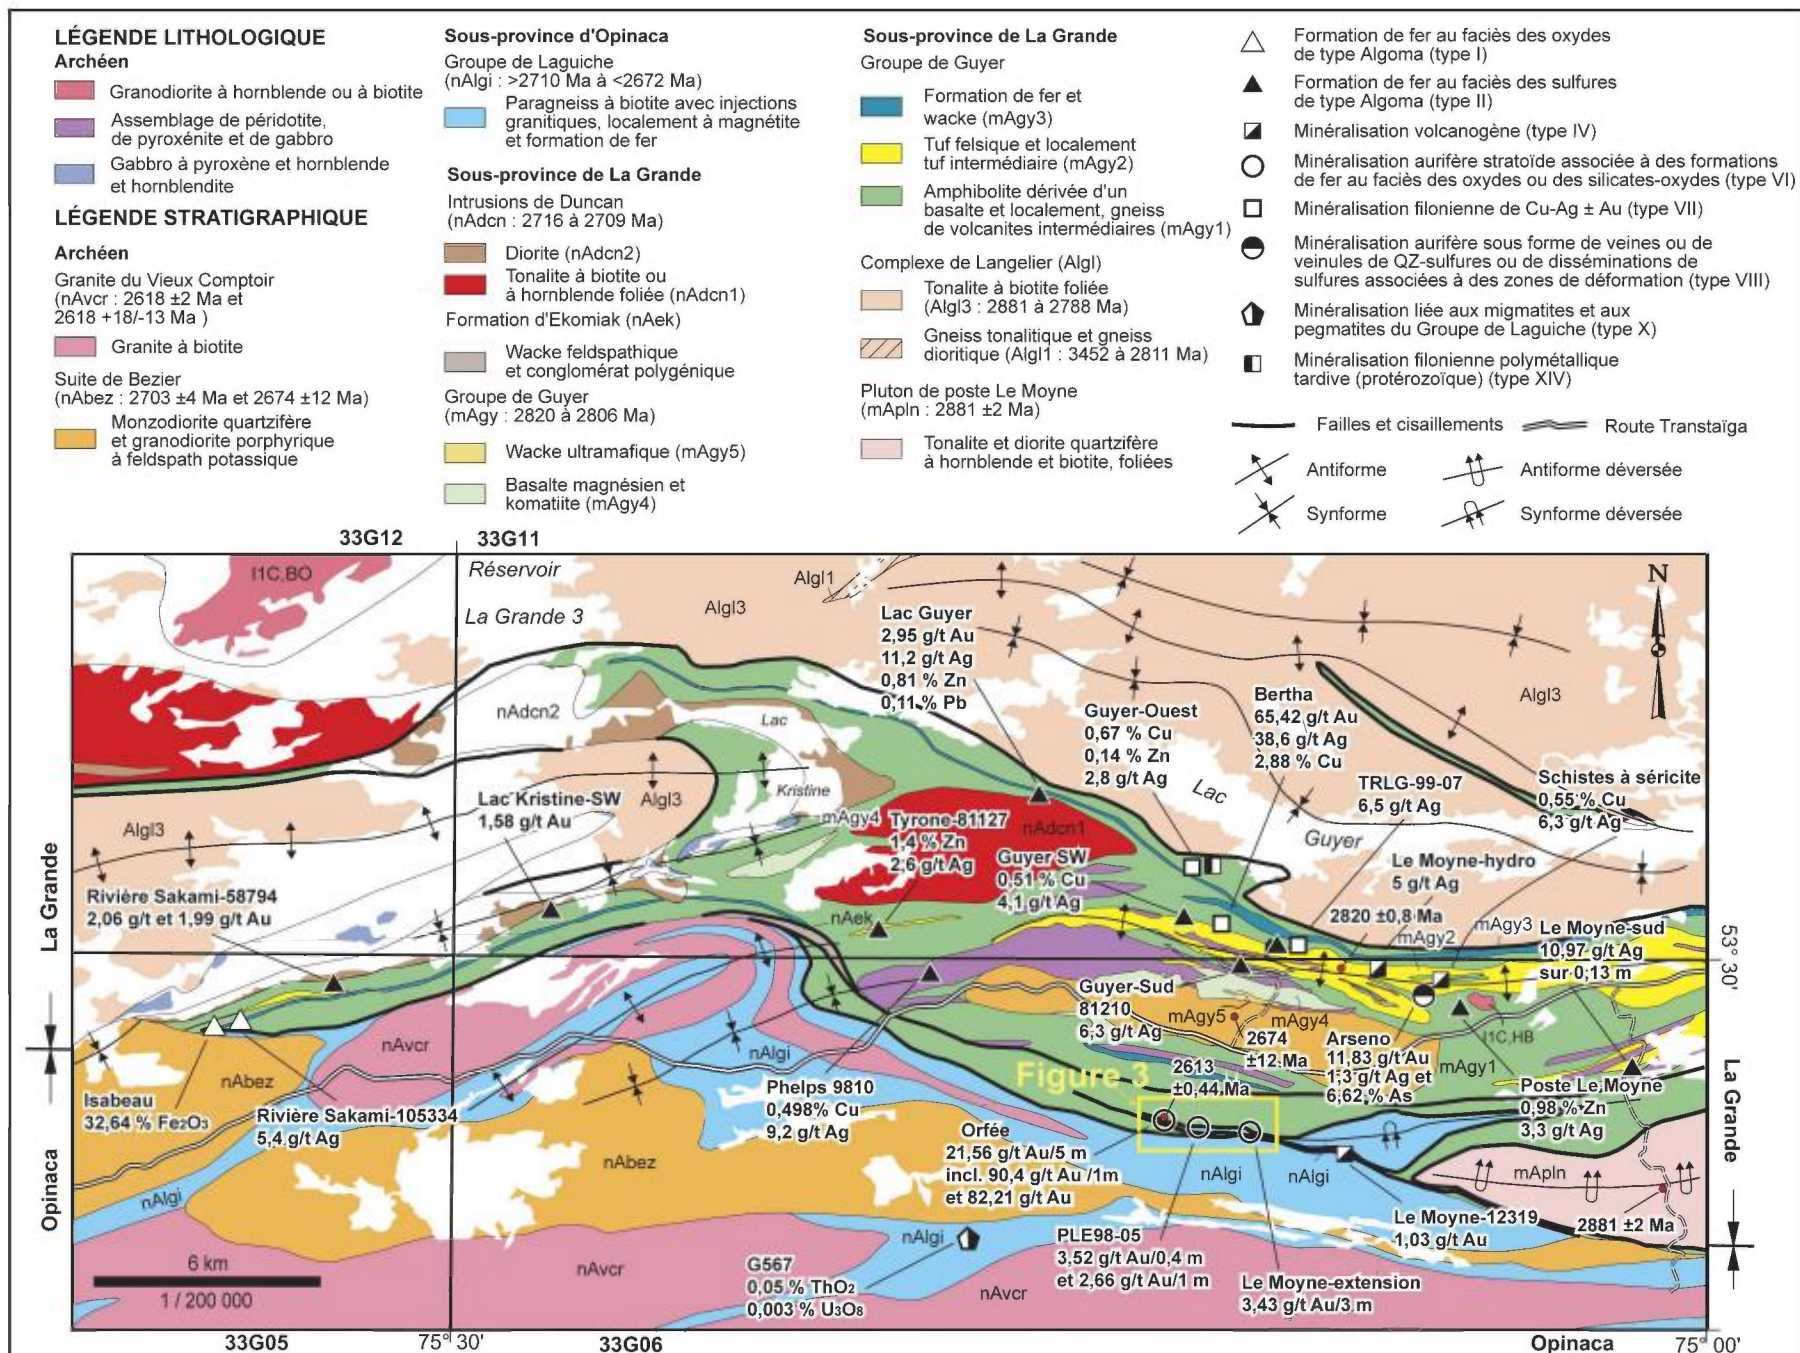 LÉGENDE LITHOLOGIQUE
Archéen
Granodiorite à hornblende ou à biotite
Assemblage de péridotite,
de pyroxénite et de gabbro
Gabbro à pyroxène et hornblende
et hornblendite
LÉGENDE STRATIGRAPHIQUE
Archéen
Granite du Vieux Comptoir
(nAvcr : 2618 ±2 Ma et
2618 +18/-13 Ma )
Granite à biotite
Suite de Bezier
(nAbez : 2703 ±4 Ma et 2674 ±12 Ma)
Monzodiorite quartzifère
et granodiorite porphyrique
à feldspath potassique
Sous-province d'Opinaca
Groupe de Laguiche
(nAlgi : >2710 Ma à <2672 Ma)
Paragneiss à biotite avec injections
granitiques, localement à magnétite
et formation de fer
Sous-province de La Grande
Intrusions de Duncan
(nAdcn : 2716 à 2709 Ma)
Diorite (nAdcn2)
Tonalite à biotite ou
à hornblende foliée (nAdcn1)
Formation d'Ekomiak (nAek)
Wacke feldspathique
et conglomérat polygénique
Groupe de Guyer
(mAgy : 2820 à 2806 Ma)
Wacke ultramafique (mAgy5)
Basalte magnésien et
komatiite (mAgy4)
Sous-province de La Grande
Groupe de Guyer
Formation de fer et
wacke (mAgy3)
Tuf felsique et localement
tuf intermédiaire (mAgy2)
Amphibolite dérivée d'un
basalte et localement, gneiss
de volcanites intermédiaires (mAgy1)
Complexe de Langelier (Algl)
Tonalite à biotite foliée
(Algl3 : 2881 à 2788 Ma)
Gneiss tonalitique et gneiss
dioritique (Algl1 : 3452 à 2811 Ma)
Pluton de poste Le Moyne
(mApln : 2881 ±2 Ma)
Tonalite et diorite quartzifère
à hornblende et biotite, foliées
Formation de fer au faciès des oxydes
de type Algoma (type I)
Formation de fer au faciès des sulfures
de type Algoma (type II)
Minéralisation volcanogène (type IV)
Minéralisation aurifère stratoïde associée à des formations
de fer au faciès des oxydes ou des silicates-oxydes (type VI)
Minéralisation filonienne de Cu-Ag ± Au (type VII)
Minéralisation aurifère sous forme de veines ou de
veinules de QZ-sulfures ou de disséminations de
sulfures associées à des zones de déformation (type VIII)
Minéralisation liée aux migmatites et aux
pegmatites du Groupe de Laguiche (type X)
Minéralisation filonienne polymétallique
tardive (protérozoïque) (type XIV)
Failles et cisaillements
Route Transtaïga
Antiforme
Antiforme déversée
Synforme
Synforme déversée
33G12
33G11
I1C,BO
Réservoir
La Grande 3
Algl3
Algl1
N
Lac Guyer
2,95 g/t Au
11,2 g/t Ag
0,81 % Zn
0,11 % Pb
Guyer-Ouest
0,67 % Cu
0,14 % Zn
2,8 g/t Ag
Bertha
65,42 g/t Au
38,6 g/t Ag
2,88 % Cu
Algl3
nAdcn2
Lac
Kristine
Lac
Guyer
TRLG-99-07
6,5 g/t Ag
Schistes à séricite
0,55 % Cu
6,3 g/t Ag
Lac Kristine-SW
1,58 g/t Au
Algl3
Algl3
mAgy4
Tyrone-81127
1,4 % Zn
2,6 g/t Ag
nAdcn1
Guyer SW
0,51 % Cu
4,1 g/t Ag
Le Moyne-hydro
5 g/t Ag
2820 ±0,8 Ma
mAgy2
mAgy3
Le Moyne-sud
10,97 g/t Ag
sur 0,13 m
Rivière Sakami-58794
2,06 g/t et 1,99 g/t Au
nAek
La Grande
Opinaca
53° 30'
Guyer-Sud
81210
6,3 g/t Ag
mAgy5
mAgy4
2674
±12 Ma
Arseno
11,83 g/t Au
1,3 g/t Ag et
6,62 % As
I1C,HB
mAgy1
Poste Le Moyne
0,98 % Zn
3,3 g/t Ag
nAvcr
nAlgi
nAbez
Isabeau
32,64 % Fe2O3
Rivière Sakami-105334
5,4 g/t Ag
Phelps 9810
0,498% Cu
9,2 g/t Ag
Figure 3
2613
±0,44 Ma
Orfée
21,56 g/t Au/5 m
incl. 90,4 g/t Au /1m
et 82,21 g/t Au
nAbez
nAlgi
nAlgi
nAlgi
mApln
La Grande
2881 ±2 Ma
Le Moyne-12319
1,03 g/t Au
nAlgi
PLE98-05
3,52 g/t Au/0,4 m
et 2,66 g/t Au/1 m
Le Moyne-extension
3,43 g/t Au/3 m
G567
0,05 % ThO2
0,003 % U3O8
nAvcr
nAvcr
6 km
1 / 200 000
33G05
75° 30'
33G06
Opinaca
75° 00'